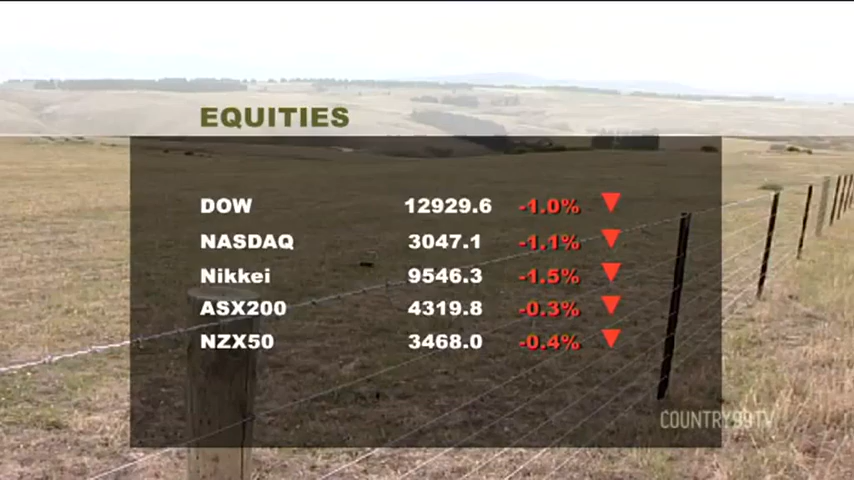 EQUITIES
DOW 12929.6 -1.0% ▼
NASDAQ 3047.1 -1.1% ▼
Nikkei 9546.3 -1.5% ▼
ASX200 4319.8 -0.3% ▼
NZX50 3468.0 -0.4% ▼
COUNTRY99TV